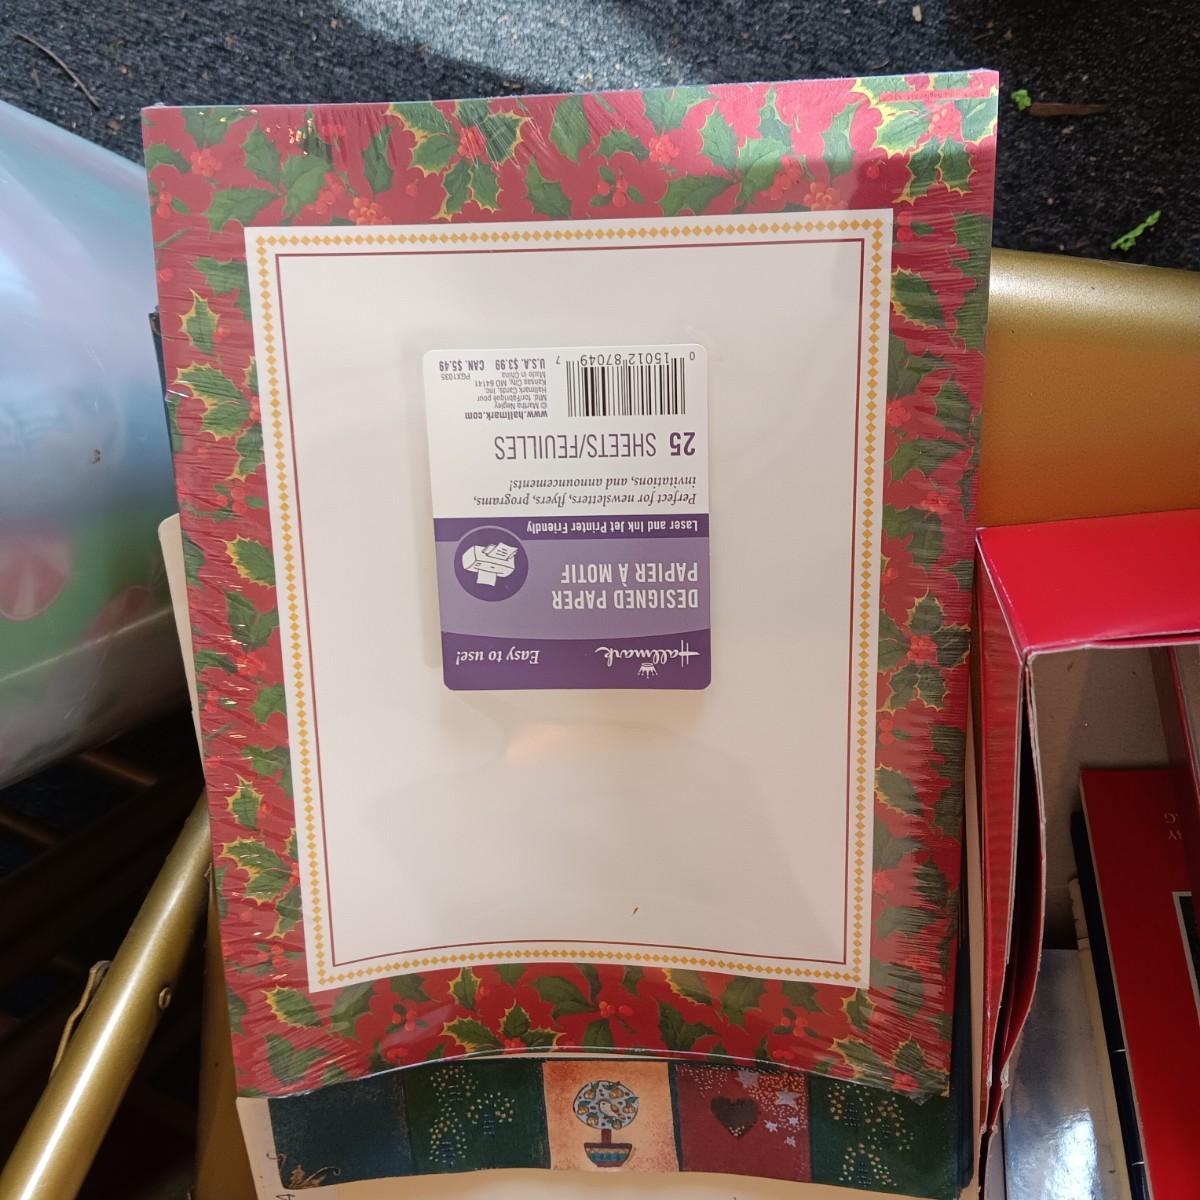 Hallmark Easy to use!
DESIGNED PAPER
PAPIER À MOTIF
Laser and Ink Jet Printer Friendly
Perfect for newsletters, flyers, programs,
invitations, and announcements!
25 SHEETS/FEUILLES
www.hallmark.com
© Martha Negley
Mfd. for/Fabriqué pour
Hallmark Cards, Inc.
Kansas City, MO 64141
Made in China
PGX1035
U.S.A. $3.99 CAN. $5.49
0 15012 87049 7